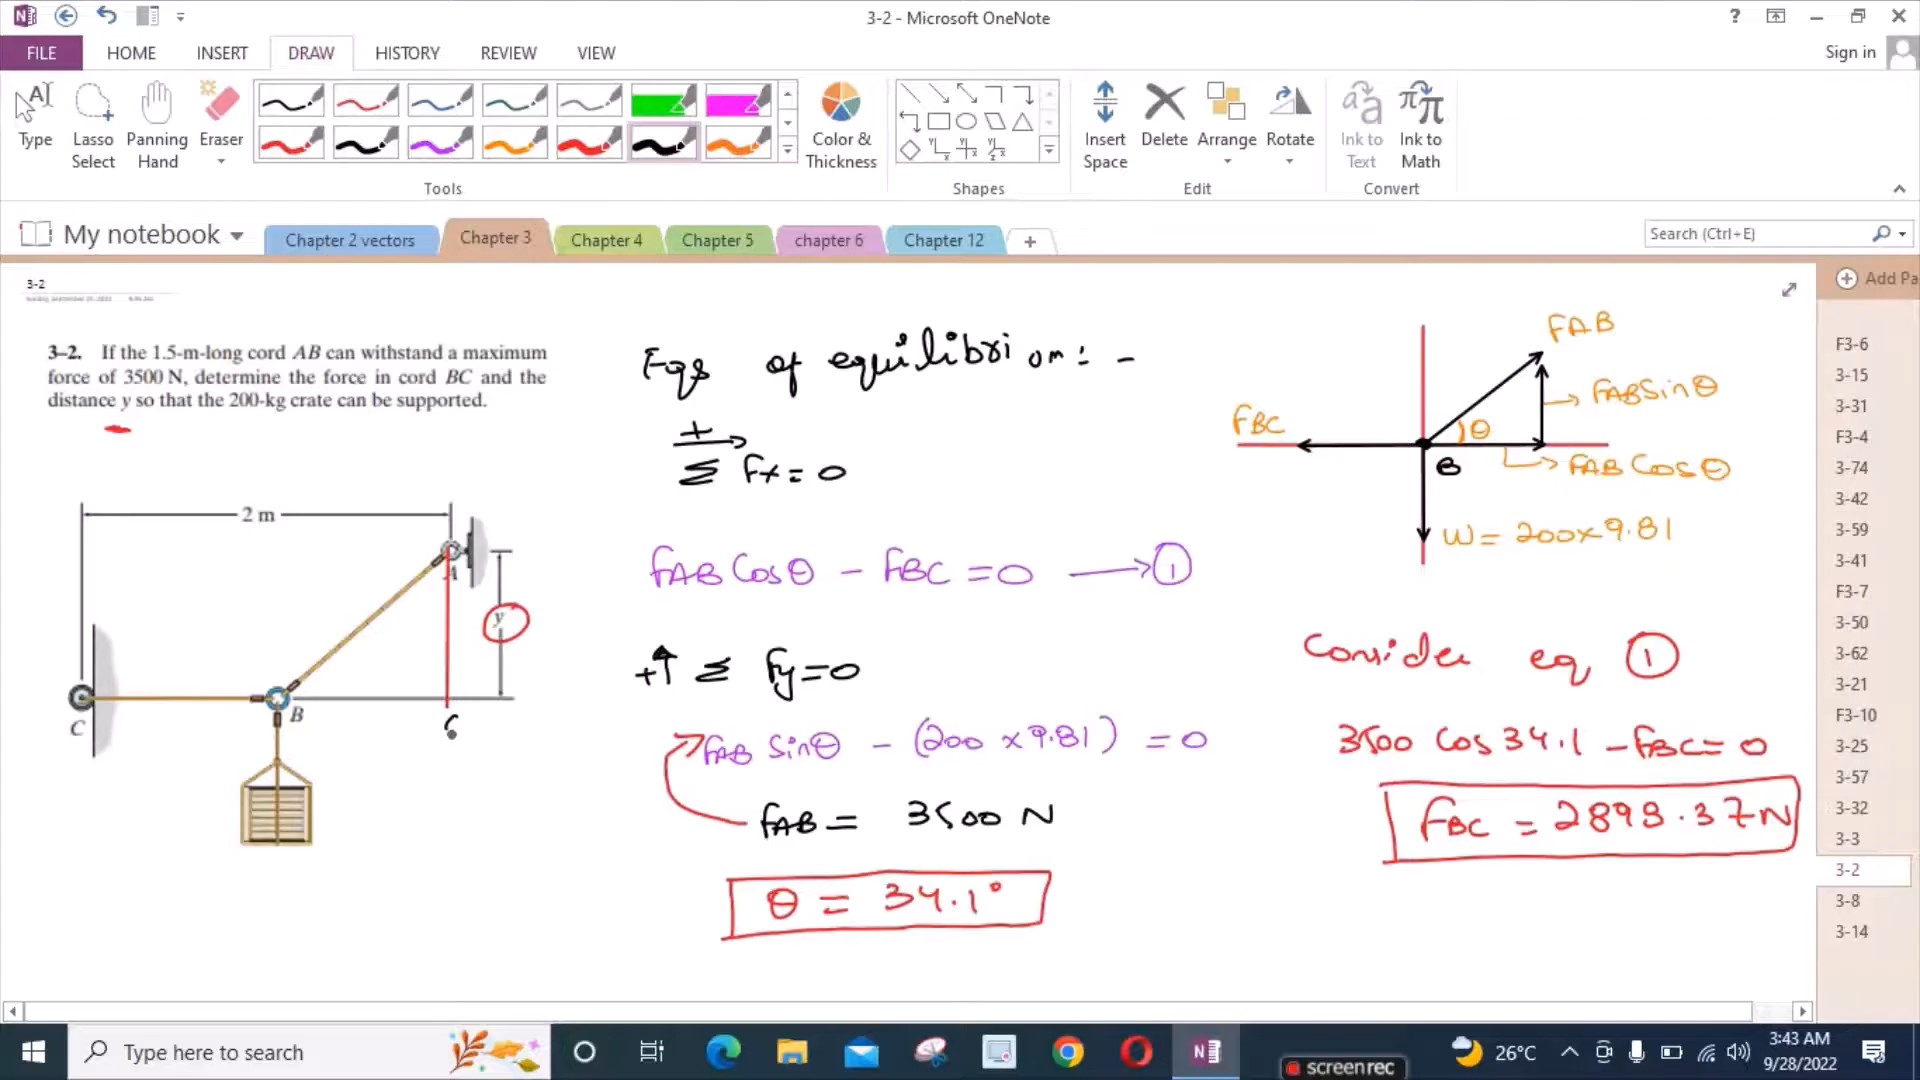 3-2 - Microsoft OneNote
?
FILE HOME INSERT DRAW HISTORY REVIEW VIEW
Sign in
Type
Lasso Select
Panning Hand
Eraser
Color & Thickness
Insert Space
Delete
Arrange
Rotate
Ink to Text
Ink to Math
Tools Shapes Edit Convert
My notebook
Chapter 2 vectors
Chapter 3
Chapter 4
Chapter 5
chapter 6
Chapter 12
Search (Ctrl+E)
3-2
Add Pa
3–2. If the 1.5-m-long cord AB can withstand a maximum
force of 3500 N, determine the force in cord BC and the
distance y so that the 200-kg crate can be supported.
2 m
A
y
C
B
Eqs of equilibrium: -
+
Σ Fx = 0
FAB Cosθ - FBC = 0 → 1
+↑ Σ Fy = 0
FAB Sinθ - (200 x 9.81) = 0
FAB = 3500 N
θ = 34.1°
FAB
FAB Sinθ
FBC
θ
B
FAB Cosθ
W = 200x9.81
Consider eq 1
3500 Cos 34.1 - FBC = 0
FBC = 2898.37N
F3-6
3-15
3-31
F3-4
3-74
3-42
3-59
3-41
F3-7
3-50
3-62
3-21
F3-10
3-25
3-57
3-32
3-3
3-2
3-8
3-14
Type here to search
screenrec
26°C
3:43 AM
9/28/2022